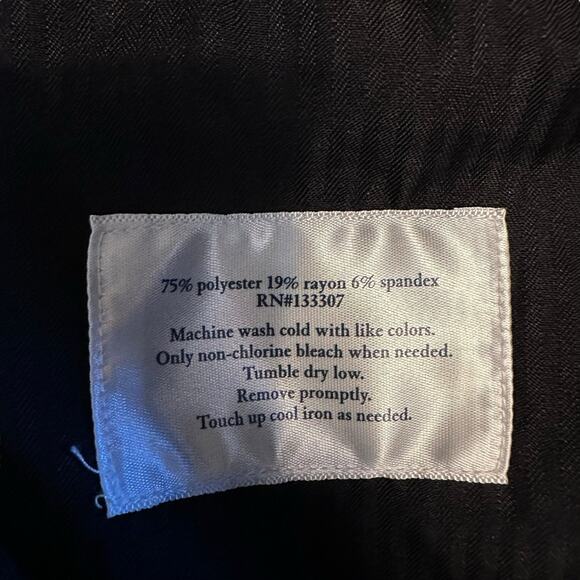 75% polyester 19% rayon 6% spandex
RN#133307
Machine wash cold with like colors.
Only non-chlorine bleach when needed.
Tumble dry low.
Remove promptly.
Touch up cool iron as needed.